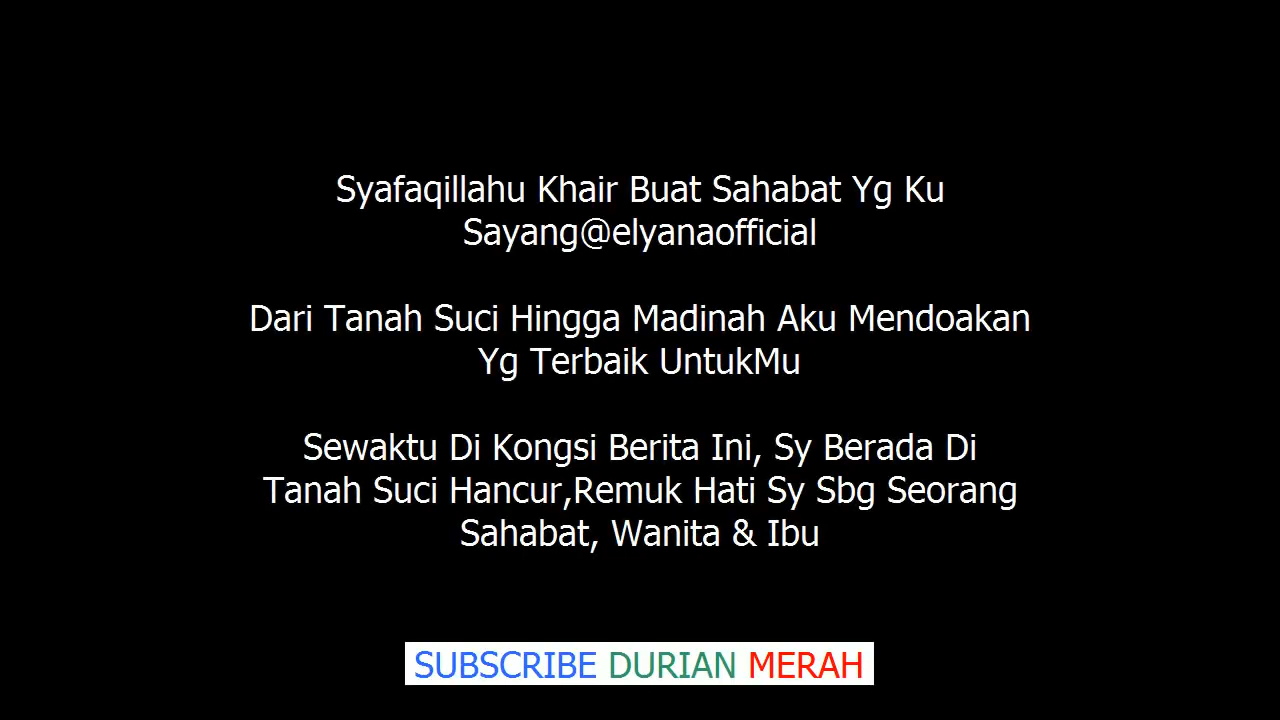 Syafaqillahu Khair Buat Sahabat Yg Ku
Sayang@elyanaofficial
Dari Tanah Suci Hingga Madinah Aku Mendoakan
Yg Terbaik UntukMu
Sewaktu Di Kongsi Berita Ini, Sy Berada Di
Tanah Suci Hancur,Remuk Hati Sy Sbg Seorang
Sahabat, Wanita & Ibu
SUBSCRIBE DURIAN MERAH